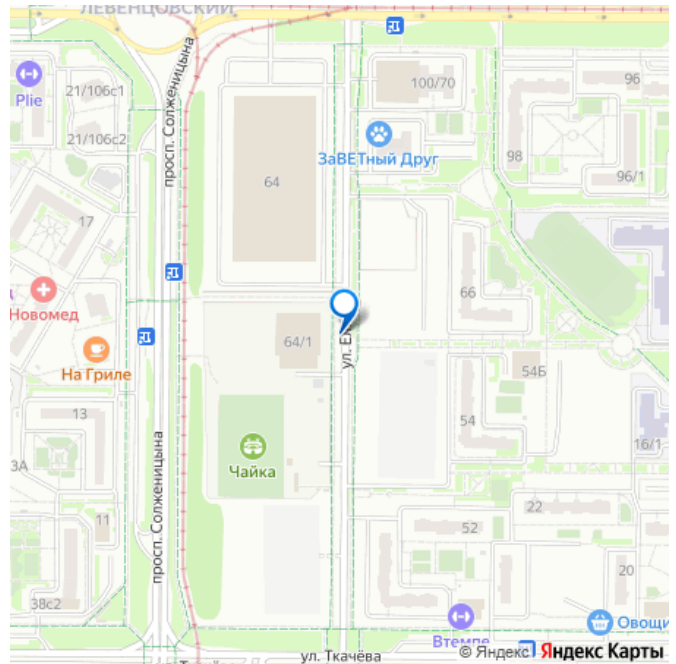 ЛЕВЕНЦОВСКИЙ
100/70
96
Plie
21/106с1
21/106с2
просп. Солженицына
ЗаВЕТный Друг
98
96/1
64
17
66
Новомед
64/1
ул. Е
На Гриле
54Б
13
54
16/1
Чайка
3А
просп. Солженицына
11
52
22
38с2
20
Втемпе
Овощи
ул. Ткачёва
© Яндекс
Яндекс Карты